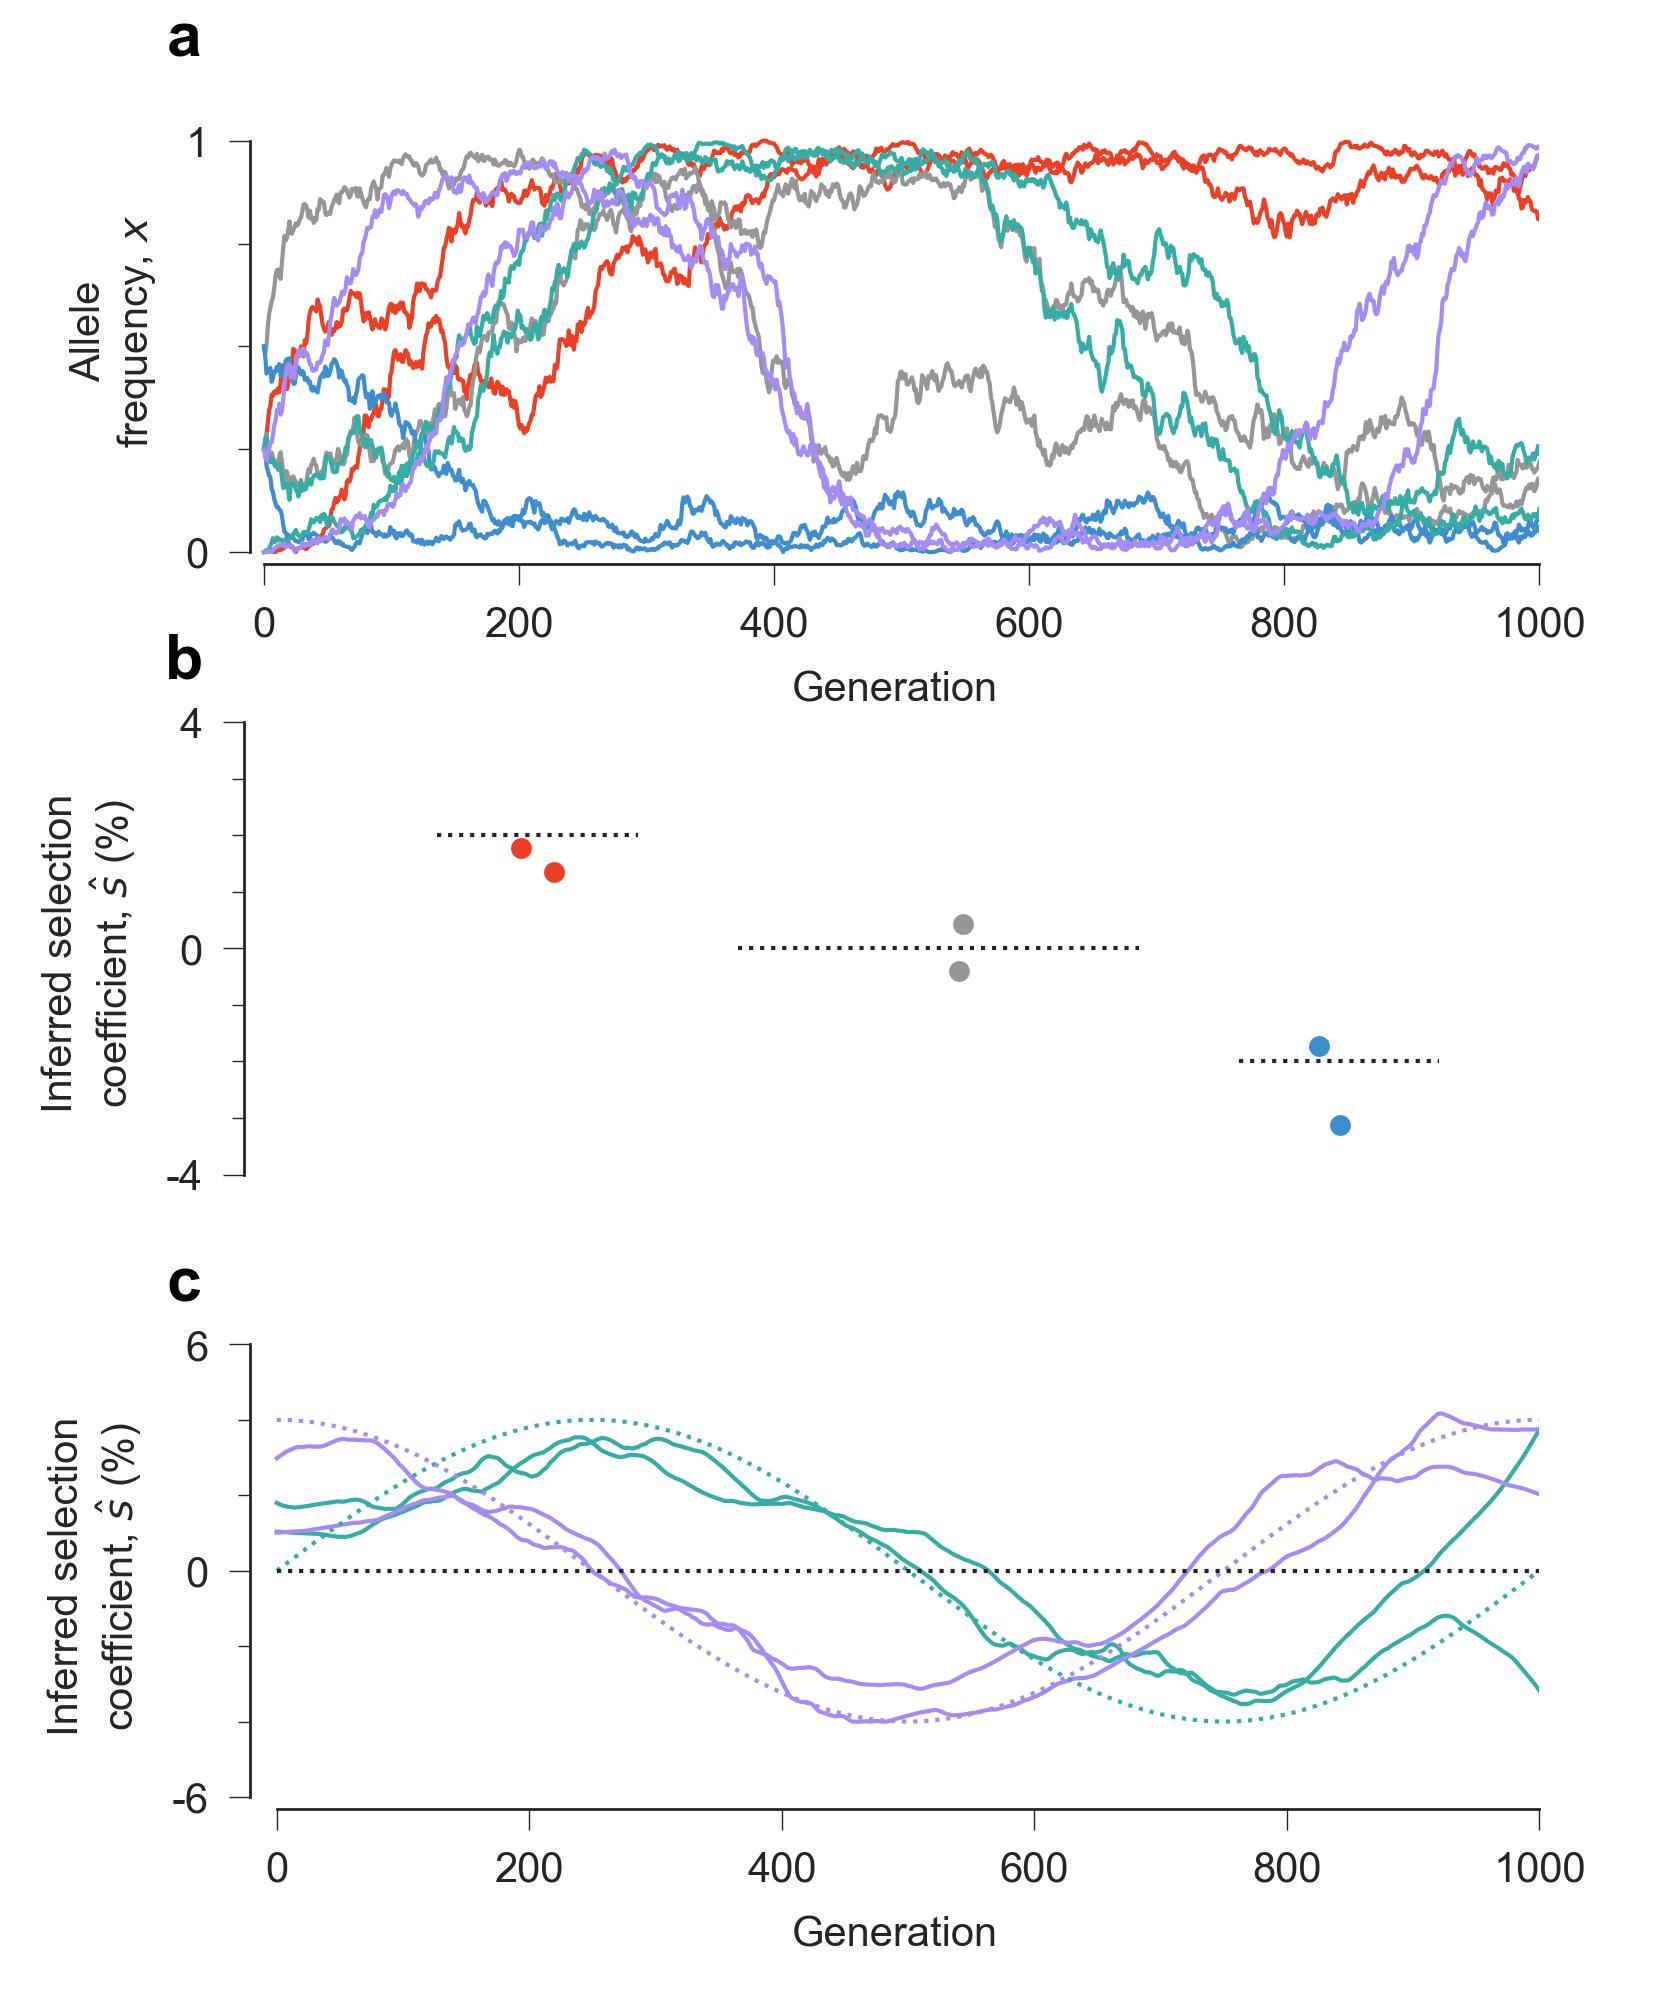 a
Allele
frequency, x
1
0
0 200 400 600 800 1000
Generation
b
Inferred selection
coefficient, ŝ (%)
4
0
-4
c
Inferred selection
coefficient, ŝ (%)
6
0
-6
0 200 400 600 800 1000
Generation